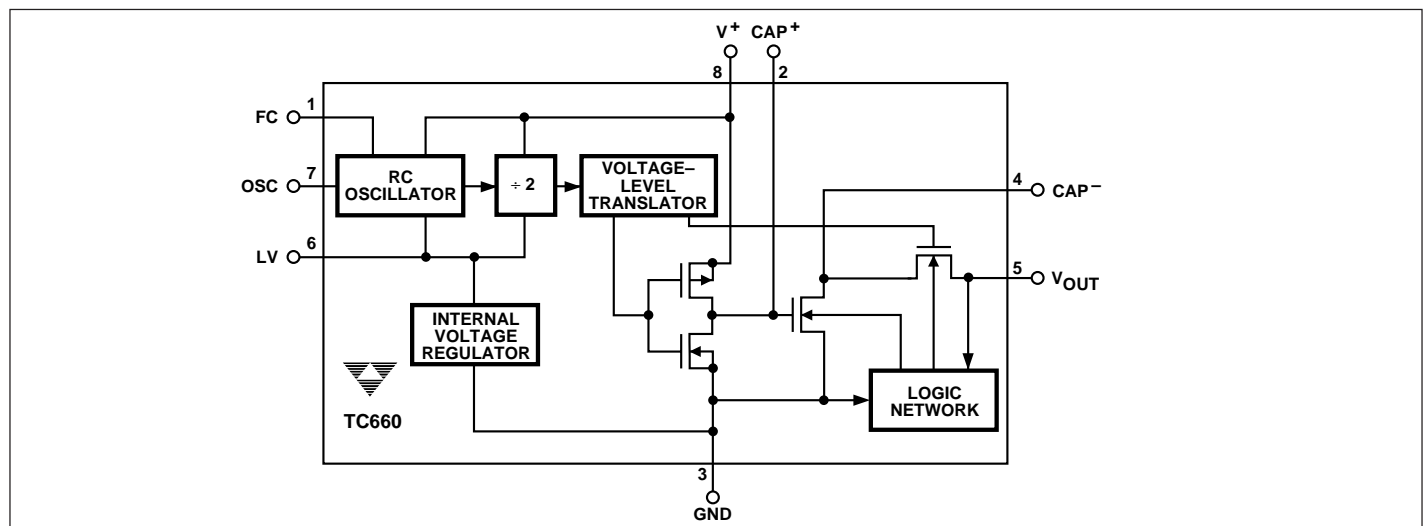 V+ CAP+
8 2
1
FC
7
OSC
RC
OSCILLATOR
÷ 2
VOLTAGE–
LEVEL
TRANSLATOR
4
CAP–
6
LV
5
VOUT
INTERNAL
VOLTAGE
REGULATOR
LOGIC
NETWORK
TC660
3
GND